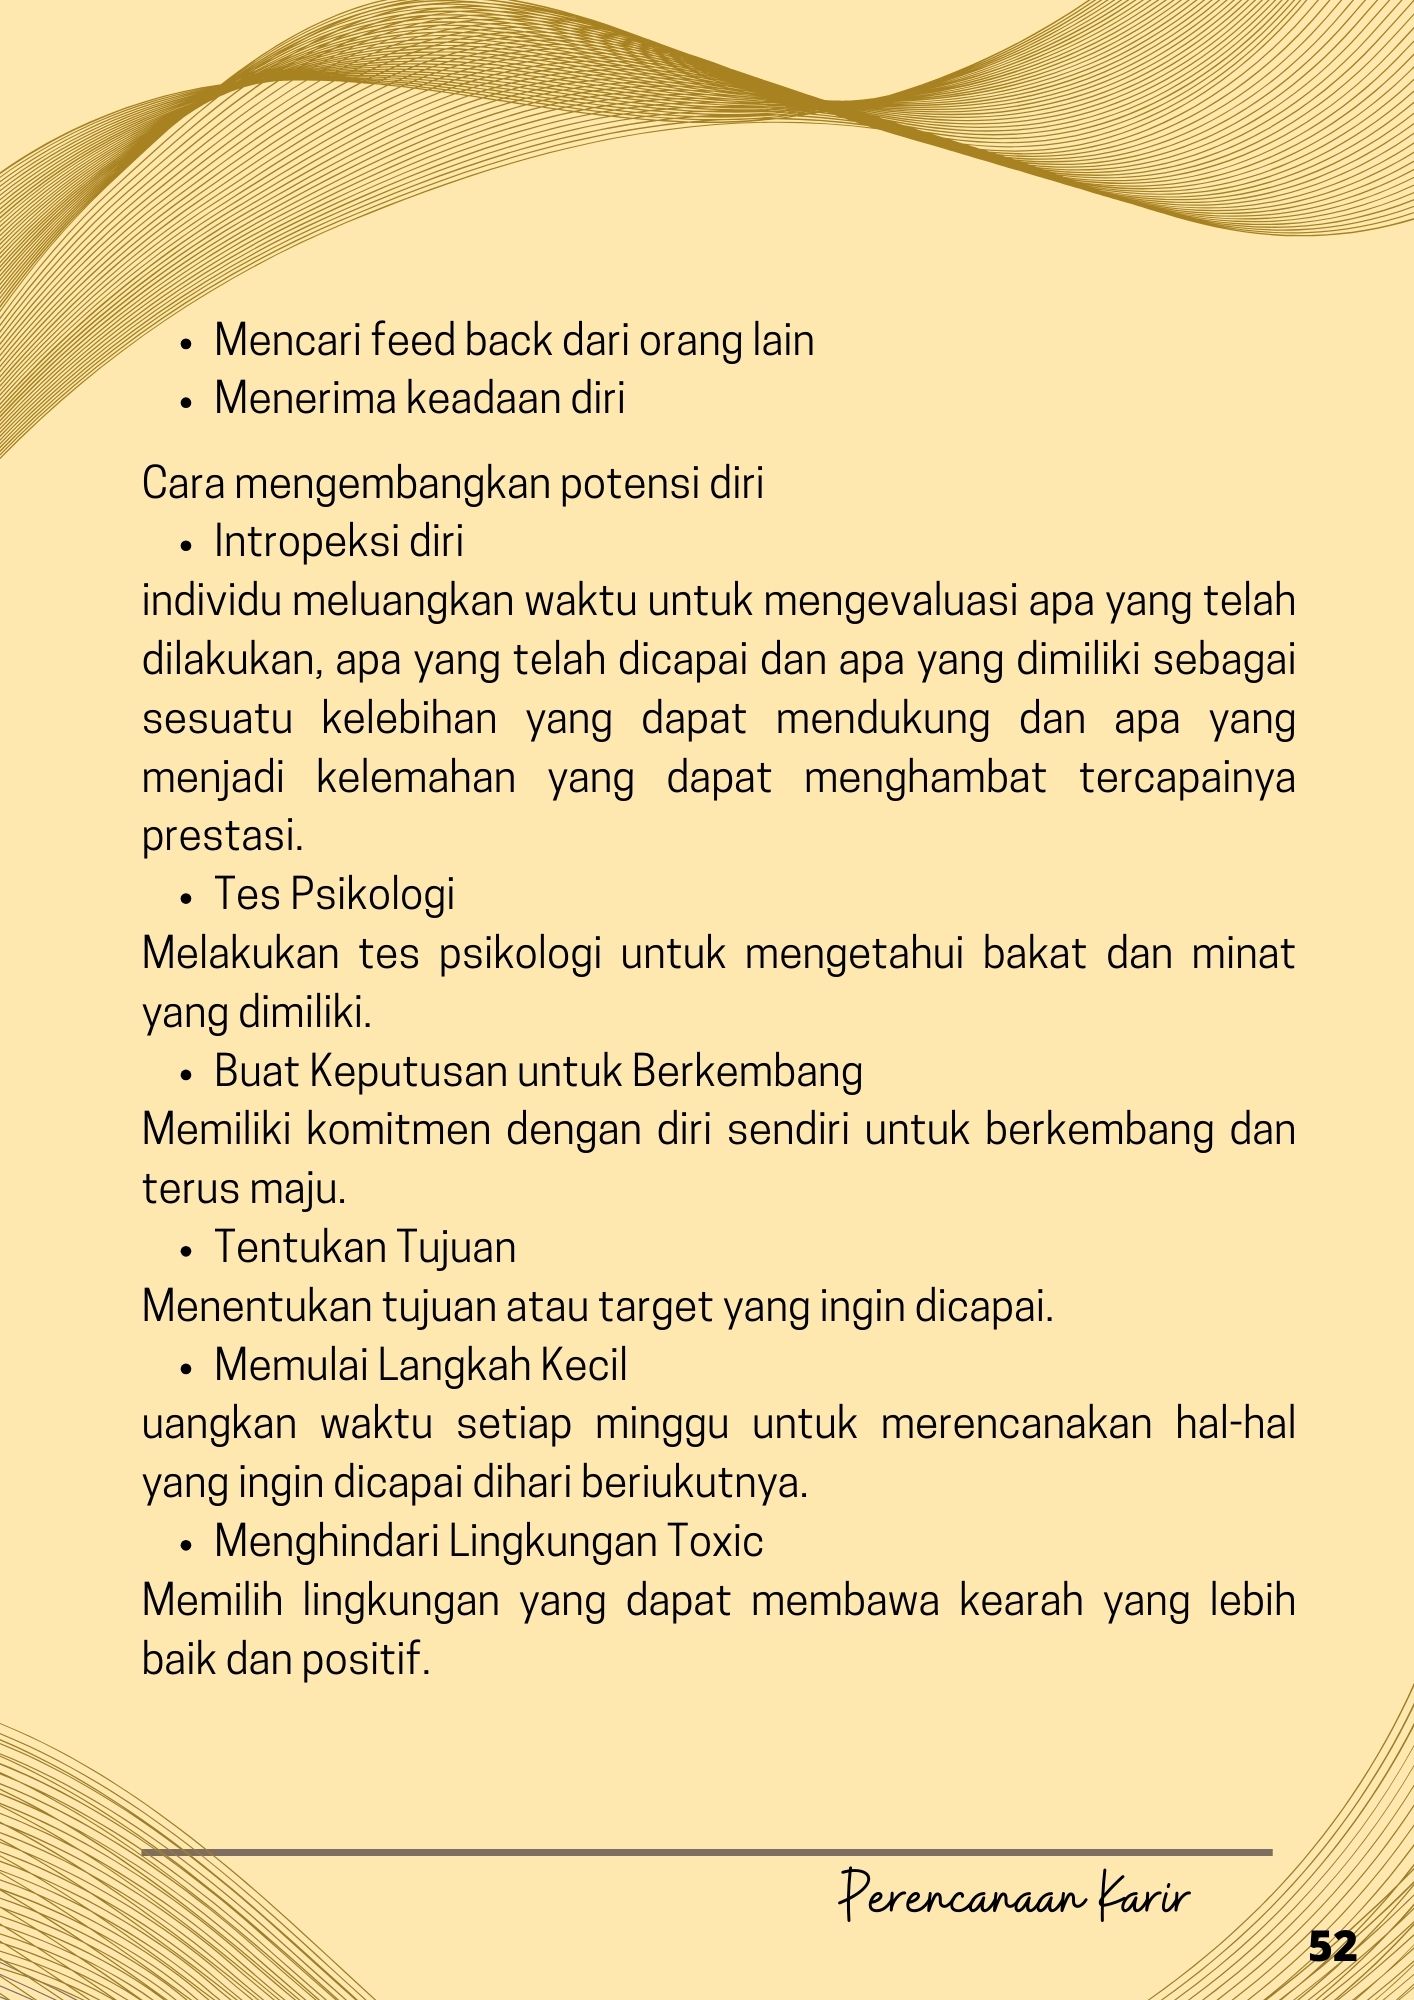 • Mencari feed back dari orang lain
• Menerima keadaan diri
Cara mengembangkan potensi diri
• Intropeksi diri
individu meluangkan waktu untuk mengevaluasi apa yang telah
dilakukan, apa yang telah dicapai dan apa yang dimiliki sebagai
sesuatu kelebihan yang dapat mendukung dan apa yang
menjadi kelemahan yang dapat menghambat tercapainya
prestasi.
• Tes Psikologi
Melakukan tes psikologi untuk mengetahui bakat dan minat
yang dimiliki.
• Buat Keputusan untuk Berkembang
Memiliki komitmen dengan diri sendiri untuk berkembang dan
terus maju.
• Tentukan Tujuan
Menentukan tujuan atau target yang ingin dicapai.
• Memulai Langkah Kecil
uangkan waktu setiap minggu untuk merencanakan hal-hal
yang ingin dicapai dihari beriukutnya.
• Menghindari Lingkungan Toxic
Memilih lingkungan yang dapat membawa kearah yang lebih
baik dan positif.
Perencanaan Karir
52